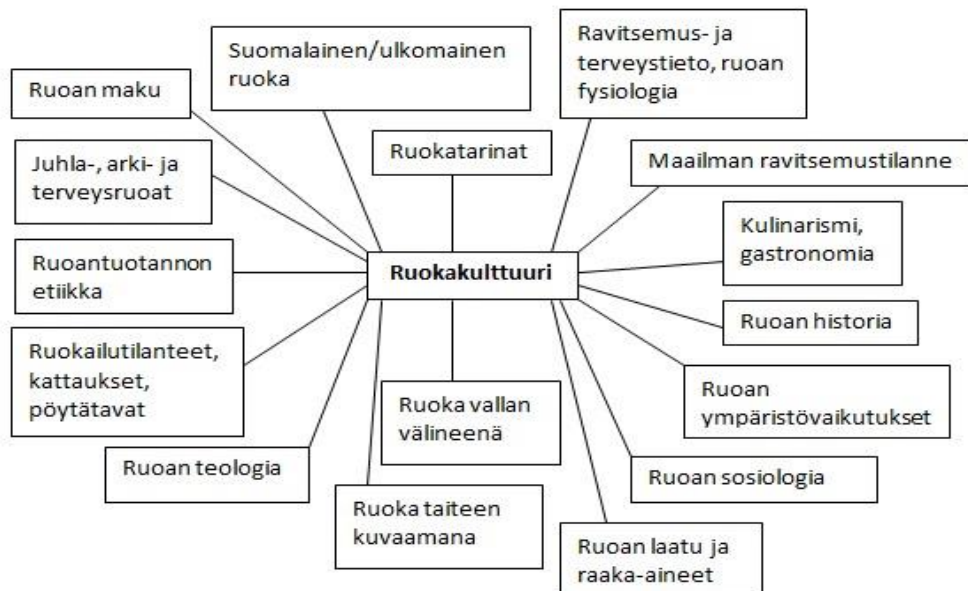 Suomalainen/ulkomainen
ruoka
Ravitsemus- ja
terveystieto, ruoan
fysiologia
Ruoan maku
Ruokatarinat
Juhla-, arki- ja
terveysruoat
Maailman ravitsemustilanne
Kulinarismi,
gastronomia
Ruoantuotannon
etiikka
Ruokakulttuuri
Ruoan historia
Ruokailutilanteet,
kattaukset,
pöytätavat
Ruoka vallan
välineenä
Ruoan
ympäristövaikutukset
Ruoan teologia
Ruoan sosiologia
Ruoka taiteen
kuvaamana
Ruoan laatu ja
raaka-aineet